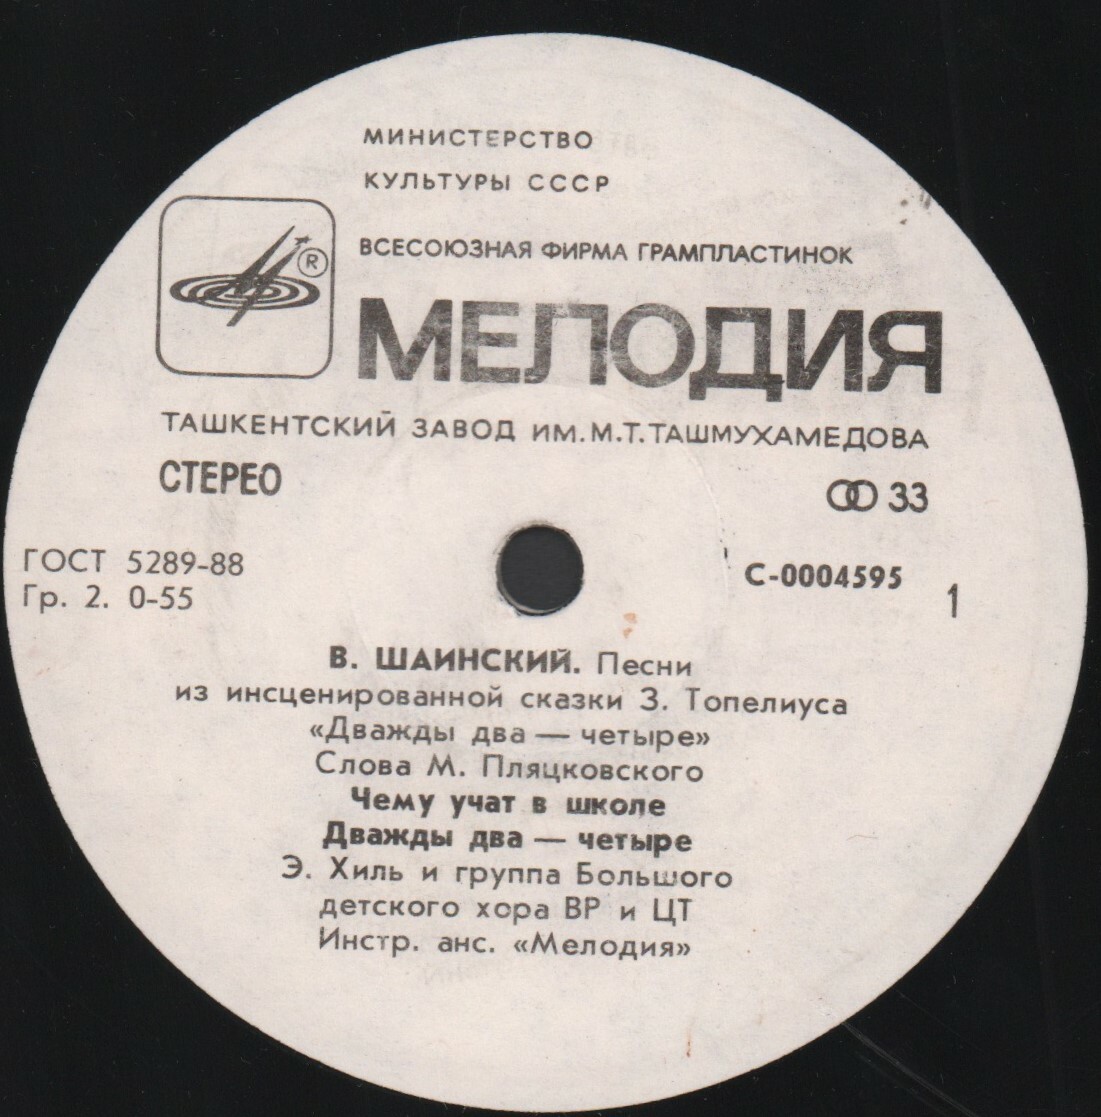 МИНИСТЕРСТВО
КУЛЬТУРЫ СССР
ВСЕСОЮЗНАЯ ФИРМА ГРАМПЛАСТИНОК
®
МЕЛОДИЯ
ТАШКЕНТСКИЙ ЗАВОД ИМ.М.Т.ТАШМУХАМЕДОВА
СТЕРЕО
33
ГОСТ 5289-88
Гр. 2. 0-55
С-0004595
1
В. ШАИНСКИЙ. Песни
из инсценированной сказки З. Топелиуса
«Дважды два — четыре»
Слова М. Пляцковского
Чему учат в школе
Дважды два — четыре
Э. Хиль и группа Большого
детского хора ВР и ЦТ
Инстр. анс. «Мелодия»